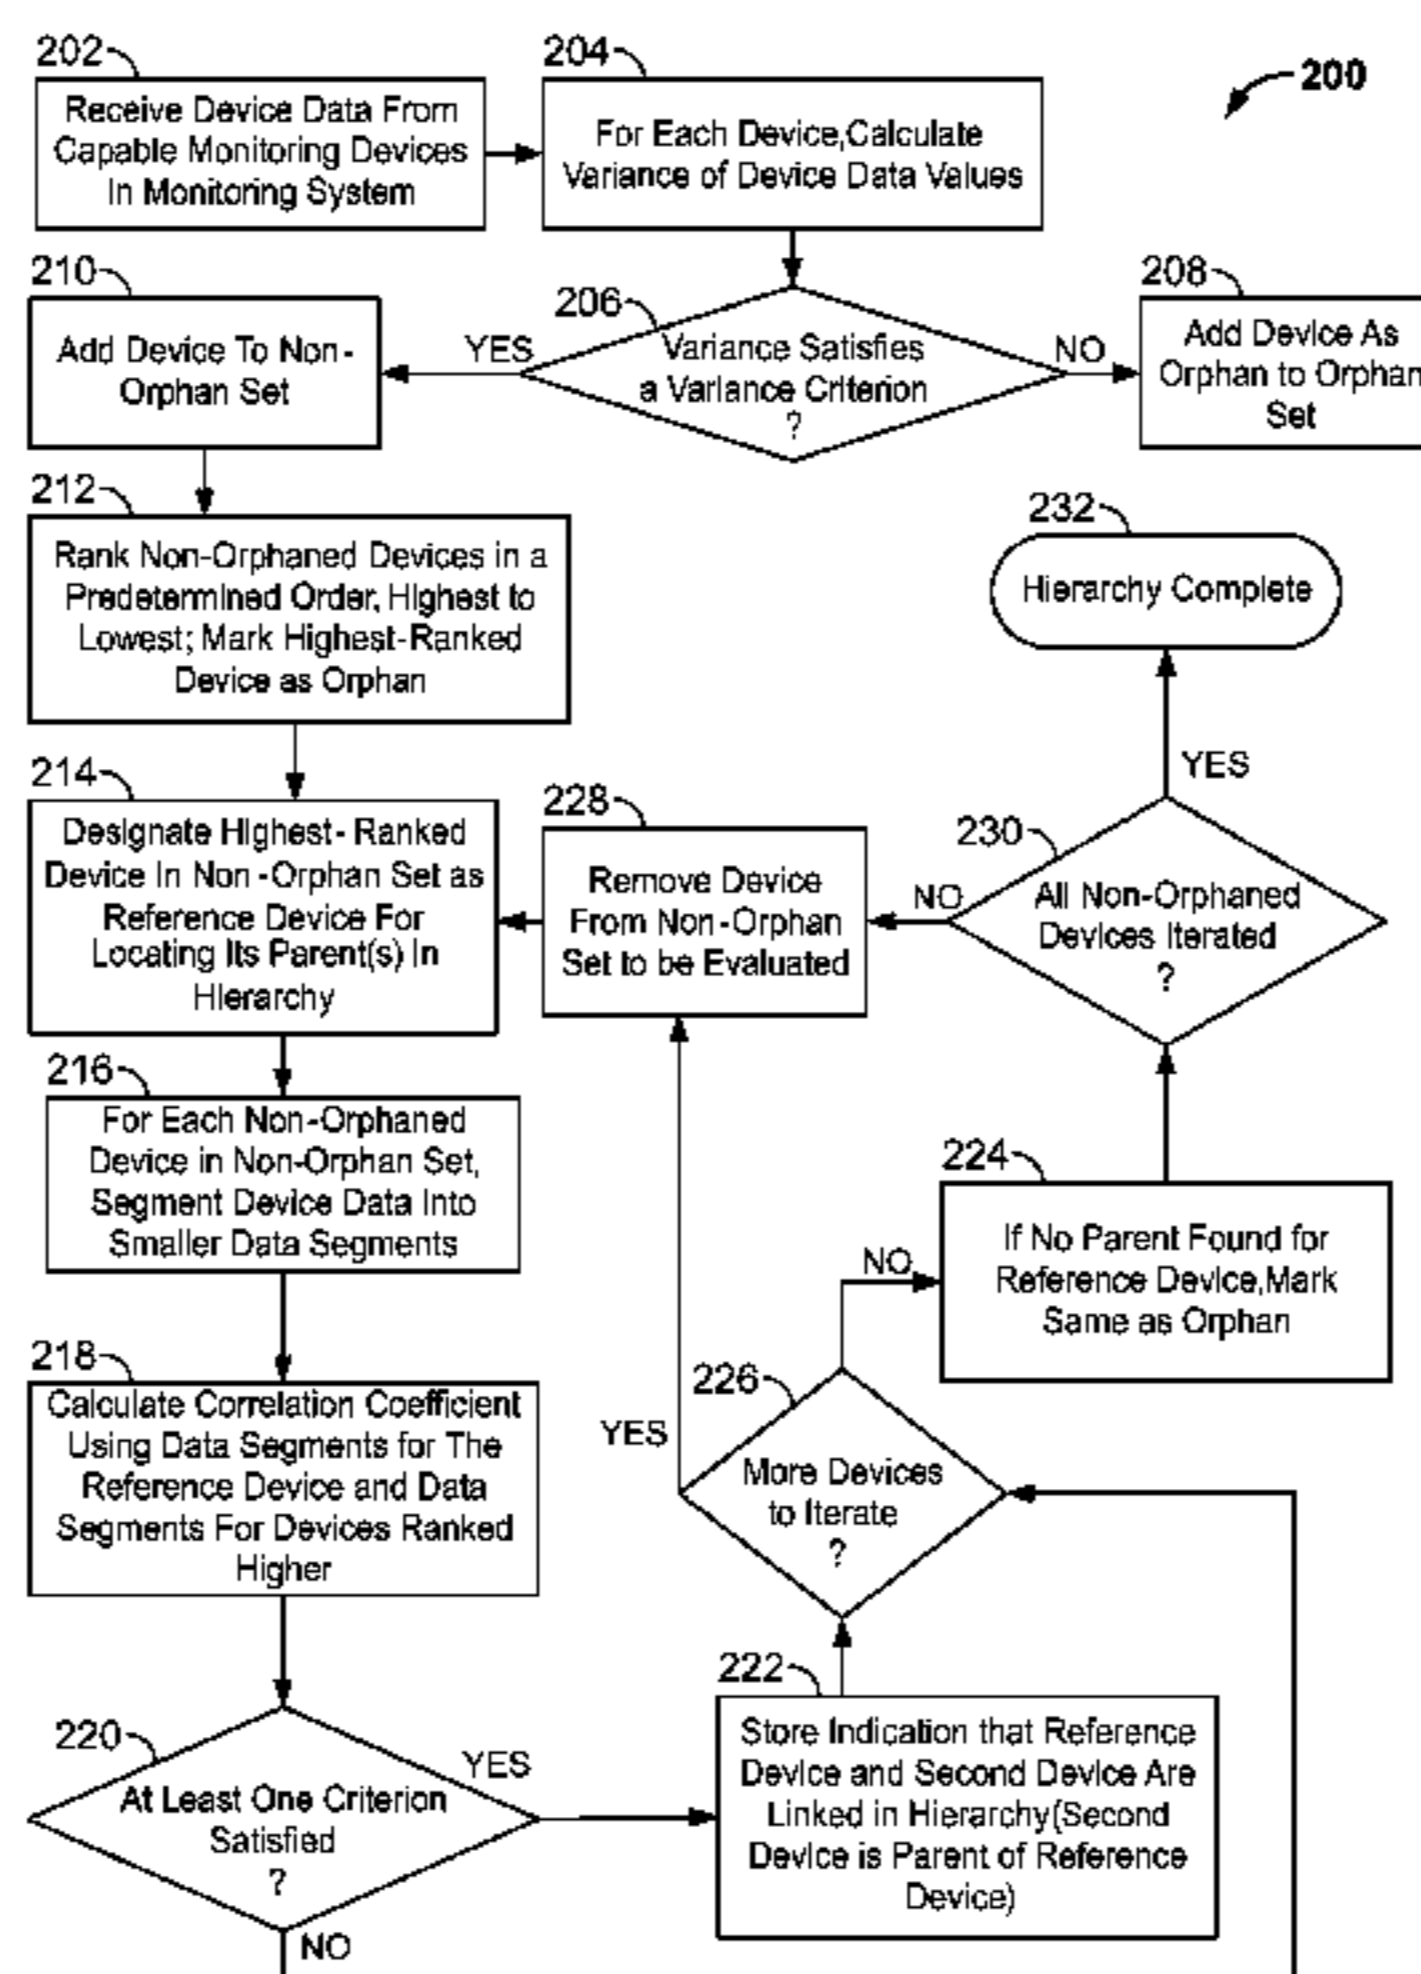 202
Receive Device Data From
Capable Monitoring Devices
In Monitoring System
204
For Each Device,Calculate
Variance of Device Data Values
200
206
Variance Satisfies
a Variance Criterion
?
YES
NO
208
Add Device As
Orphan to Orphan
Set
210
Add Device To Non-
Orphan Set
212
Rank Non-Orphaned Devices in a
Predetermined Order, Highest to
Lowest; Mark Highest-Ranked
Device as Orphan
232
Hierarchy Complete
YES
214
Designate Highest- Ranked
Device In Non-Orphan Set as
Reference Device For
Locating Its Parent(s) In
Hierarchy
228
Remove Device
From Non-Orphan
Set to be Evaluated
NO
230
All Non-Orphaned
Devices Iterated
?
216
For Each Non-Orphaned
Device in Non-Orphan Set,
Segment Device Data Into
Smaller Data Segments
224
If No Parent Found for
Reference Device,Mark
Same as Orphan
NO
218
Calculate Correlation Coefficient
Using Data Segments for The
Reference Device and Data
Segments For Devices Ranked
Higher
226
YES
More Devices
to Iterate
?
220
At Least One Criterion
Satisfied
?
YES
NO
222
Store Indication that Reference
Device and Second Device Are
Linked in Hierarchy(Second
Device is Parent of Reference
Device)